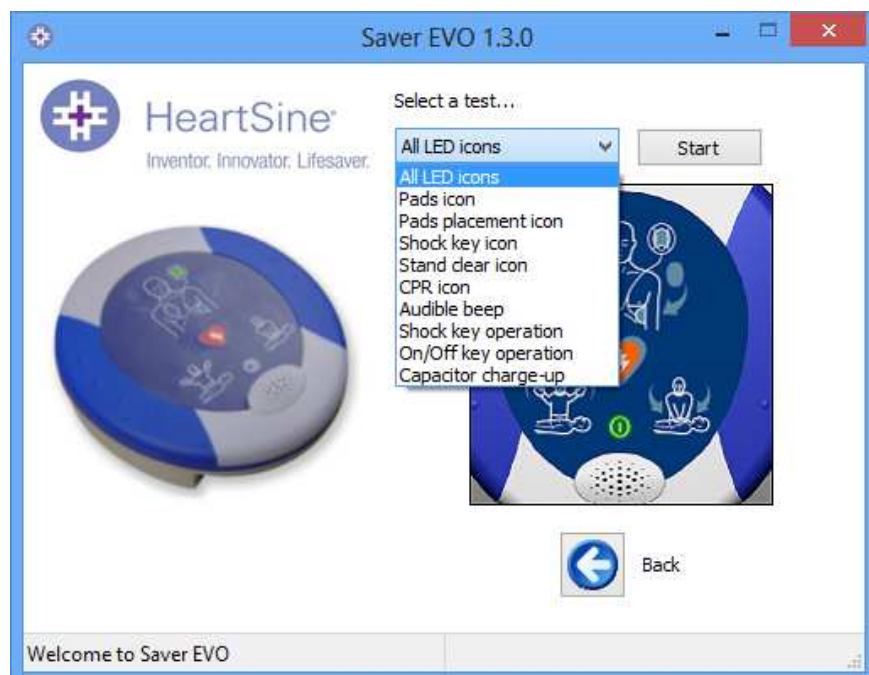 Saver EVO 1.3.0
HeartSine®
Inventor. Innovator. Lifesaver.
Select a test...
All LED icons
Start
All LED icons
Pads icon
Pads placement icon
Shock key icon
Stand clear icon
CPR icon
Audible beep
Shock key operation
On/Off key operation
Capacitor charge-up
Back
Welcome to Saver EVO